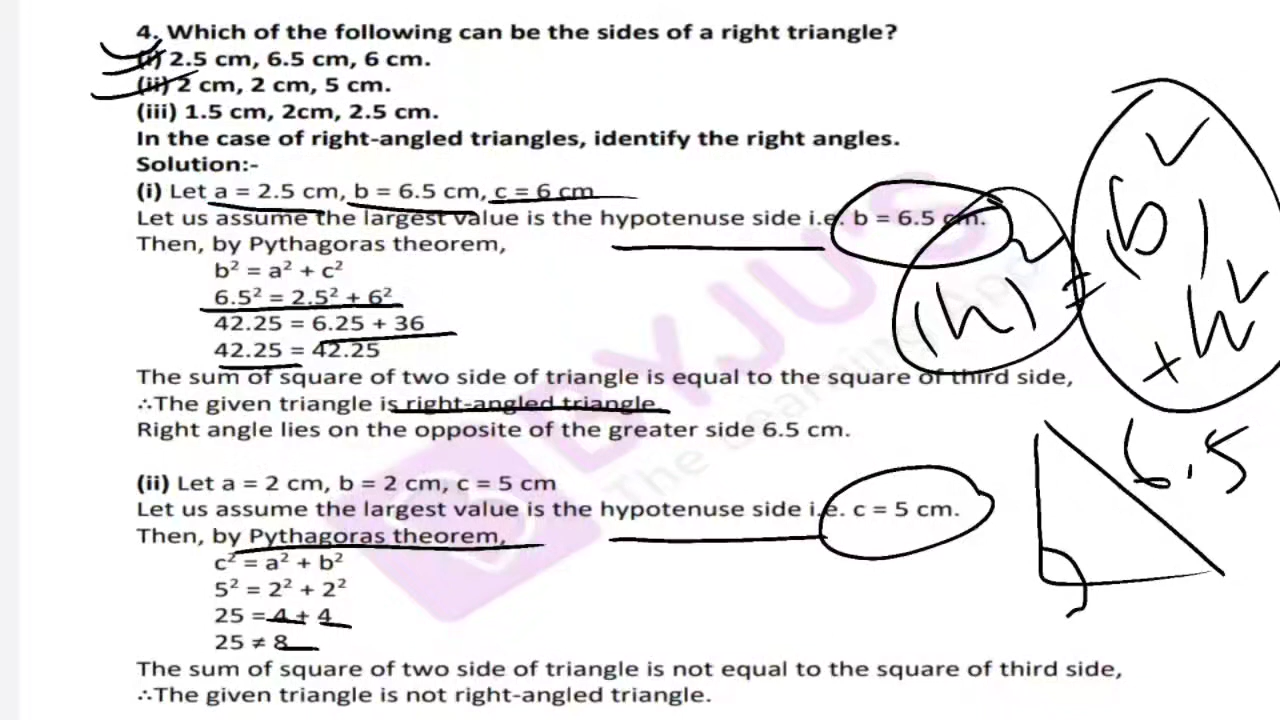 4. Which of the following can be the sides of a right triangle?
(i) 2.5 cm, 6.5 cm, 6 cm.
(ii) 2 cm, 2 cm, 5 cm.
(iii) 1.5 cm, 2cm, 2.5 cm.
In the case of right-angled triangles, identify the right angles.
Solution:-
(i) Let a = 2.5 cm, b = 6.5 cm, c = 6 cm
Let us assume the largest value is the hypotenuse side i.e. b = 6.5 cm.
Then, by Pythagoras theorem,
b² = a² + c²
6.5² = 2.5² + 6²
42.25 = 6.25 + 36
42.25 = 42.25
The sum of square of two side of triangle is equal to the square of third side,
∴The given triangle is right-angled triangle.
Right angle lies on the opposite of the greater side 6.5 cm.
(ii) Let a = 2 cm, b = 2 cm, c = 5 cm
Let us assume the largest value is the hypotenuse side i.e. c = 5 cm.
Then, by Pythagoras theorem,
c² = a² + b²
5² = 2² + 2²
25 = 4 + 4
25 ≠ 8
The sum of square of two side of triangle is not equal to the square of third side,
∴The given triangle is not right-angled triangle.
(h) =
(b)
+ h
6.5
BYJU'S
The Learning App